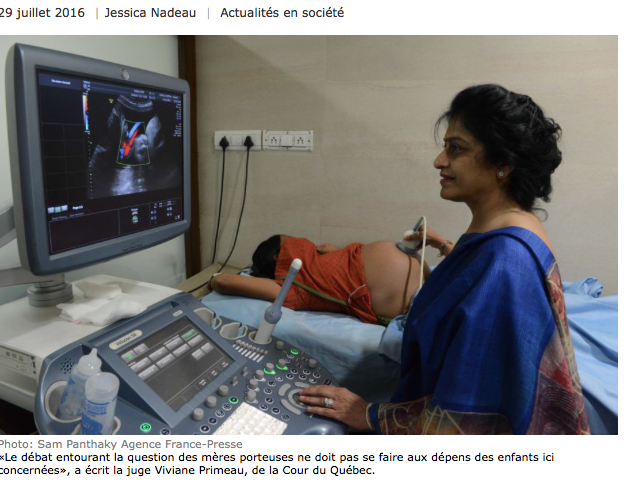 29 juillet 2016 | Jessica Nadeau | Actualités en société
Photo: Sam Panthaky Agence France-Presse
«Le débat entourant la question des mères porteuses ne doit pas se faire aux dépens des enfants ici
concernées», a écrit la juge Viviane Primeau, de la Cour du Québec.